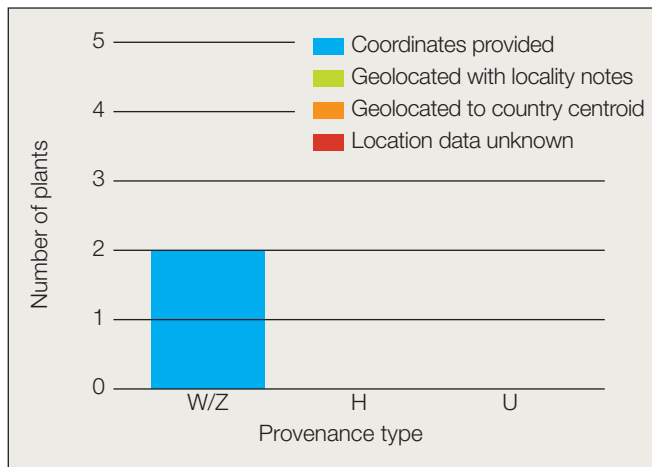 Number of plants
5
4
3
2
1
0
Coordinates provided
Geolocated with locality notes
Geolocated to country centroid
Location data unknown
W/Z H U
Provenance type